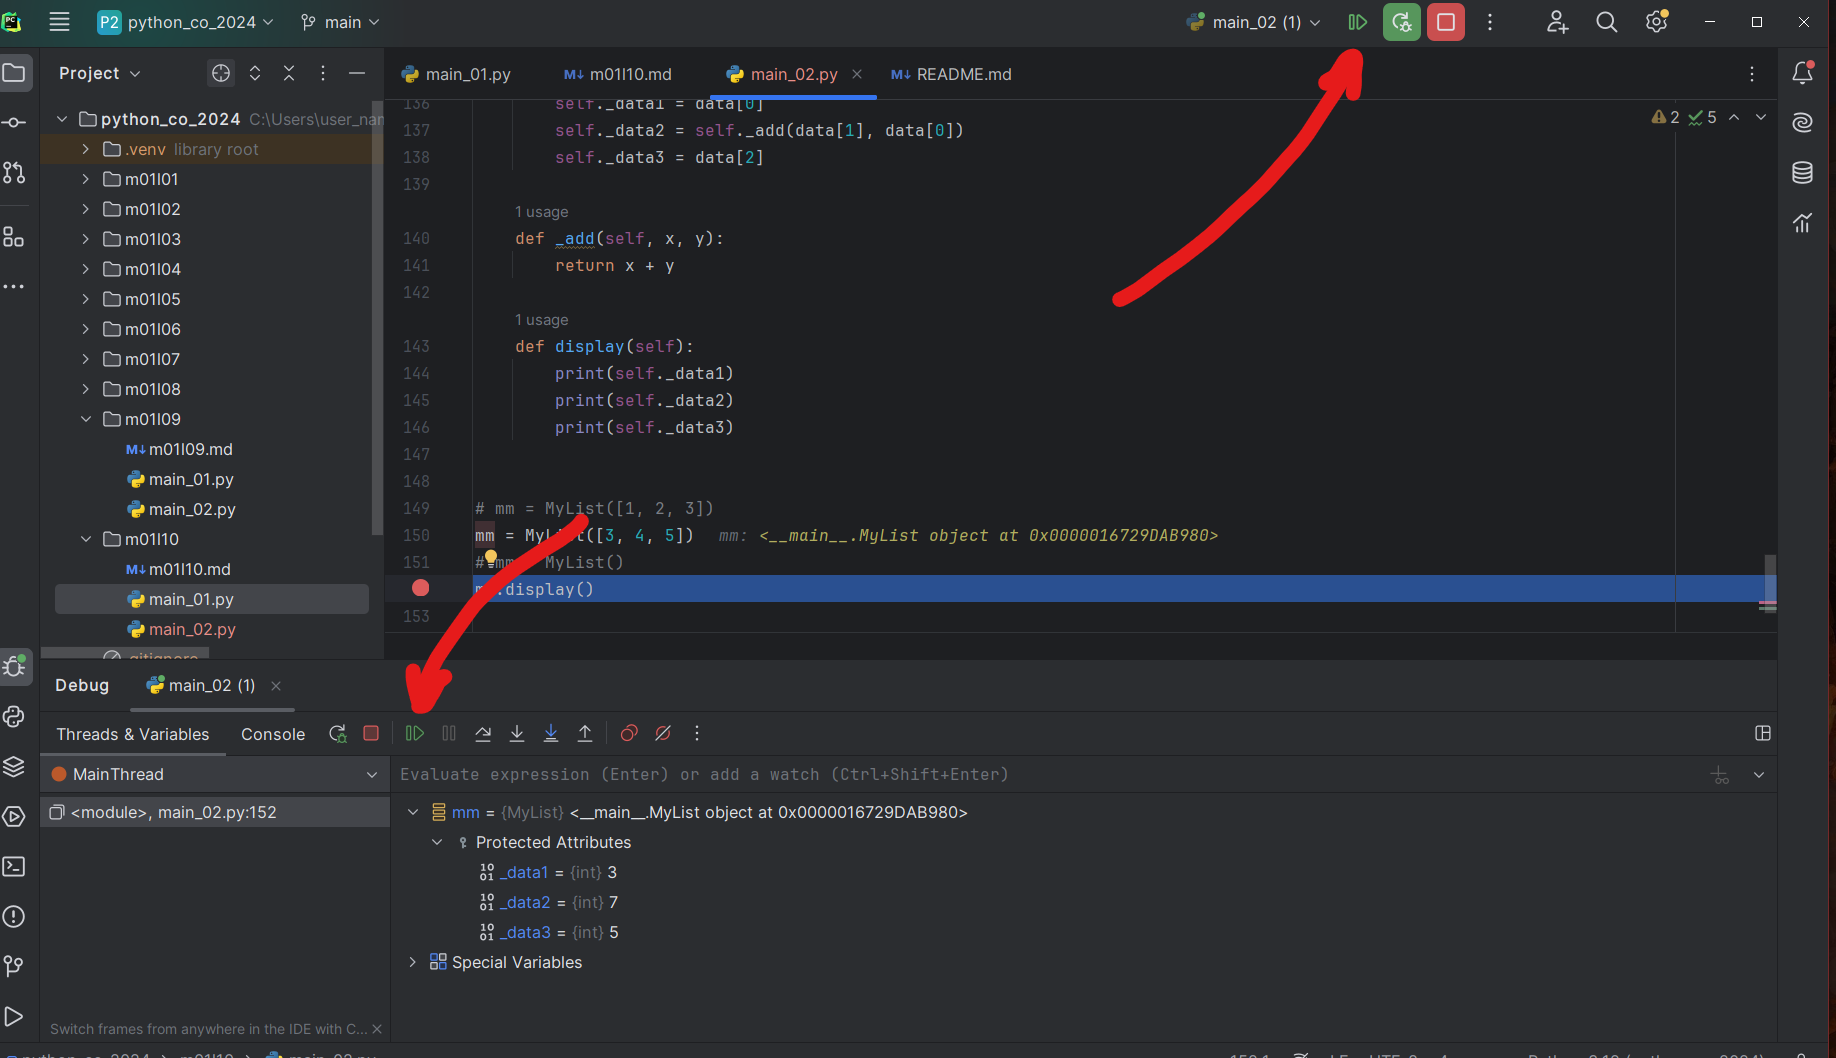 P2 python_co_2024 main main_02 (1)
Project
main_01.py m01l10.md main_02.py README.md
python_co_2024 C:\Users\user_nan
.venv library root
m01l01
m01l02
m01l03
m01l04
m01l05
m01l06
m01l07
m01l08
m01l09
m01l09.md
main_01.py
main_02.py
m01l10
m01l10.md
main_01.py
main_02.py
.gitignore
2 5
136 self._data1 = data[0]
137 self._data2 = self._add(data[1], data[0])
138 self._data3 = data[2]
139
1 usage
140 def _add(self, x, y):
141 return x + y
142
1 usage
143 def display(self):
144 print(self._data1)
145 print(self._data2)
146 print(self._data3)
147
148
149 # mm = MyList([1, 2, 3])
150 mm = MyList([3, 4, 5]) mm: <__main__.MyList object at 0x0000016729DAB980>
151 # mm MyList()
.display()
153
Debug main_02 (1)
Threads & Variables Console
MainThread
Evaluate expression (Enter) or add a watch (Ctrl+Shift+Enter)
<module>, main_02.py:152
mm = {MyList} <__main__.MyList object at 0x0000016729DAB980>
Protected Attributes
_data1 = {int} 3
_data2 = {int} 7
_data3 = {int} 5
Special Variables
Switch frames from anywhere in the IDE with C...
python_co_2024 m01l10 main_02.py